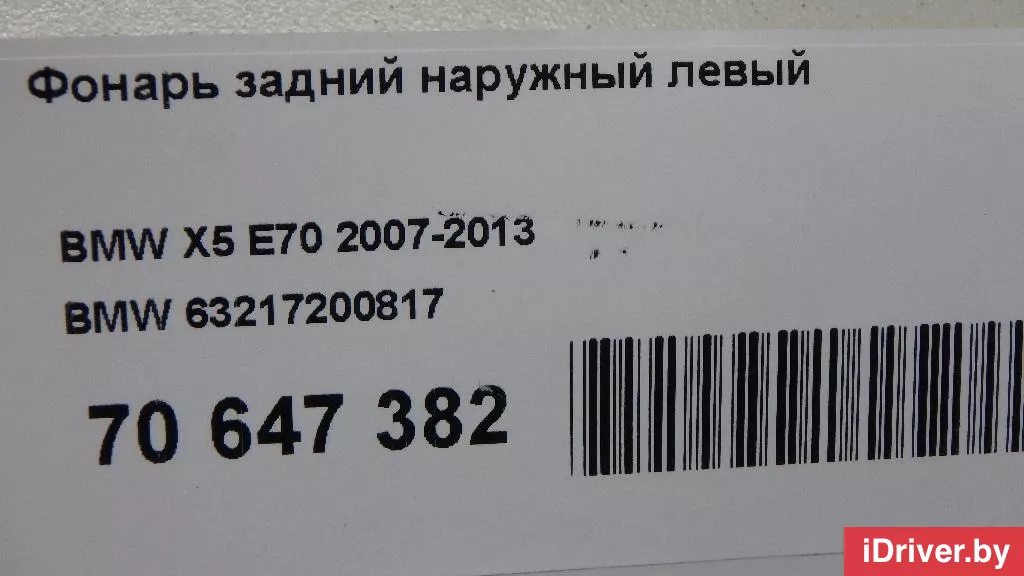 Фонарь задний наружный левый
BMW X5 E70 2007-2013
BMW 63217200817
70 647 382
iDriver.by